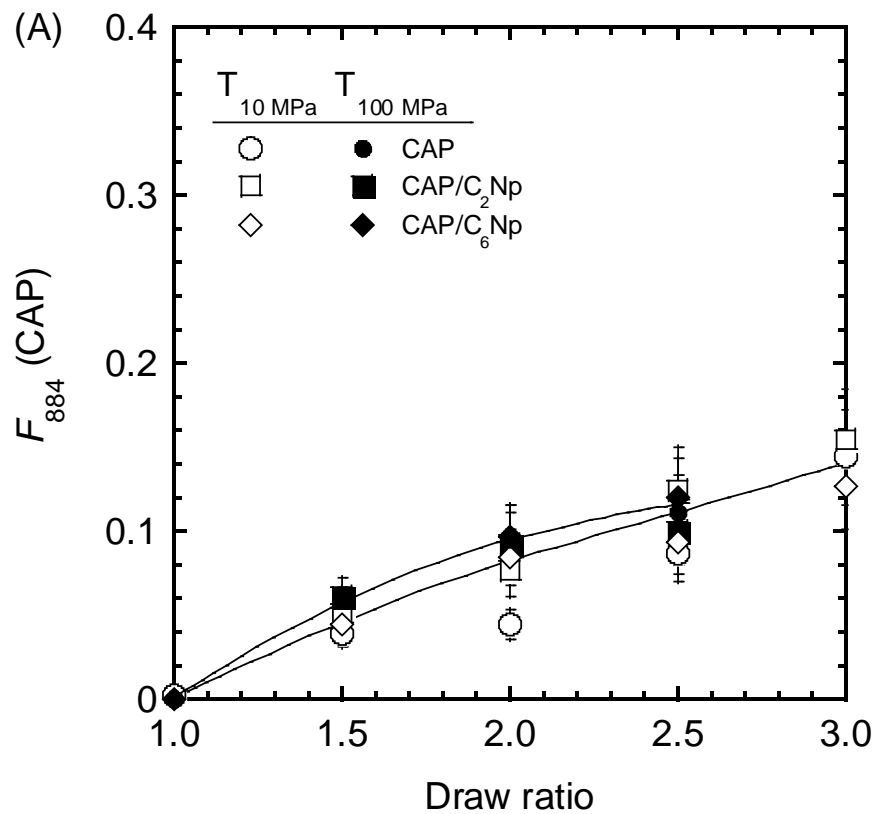 (A)
0.4
0.3
0.2
0.1
0
F884 (CAP)
T10 MPa T100 MPa
CAP
CAP/C2Np
CAP/C6Np
1.0 1.5 2.0 2.5 3.0
Draw ratio